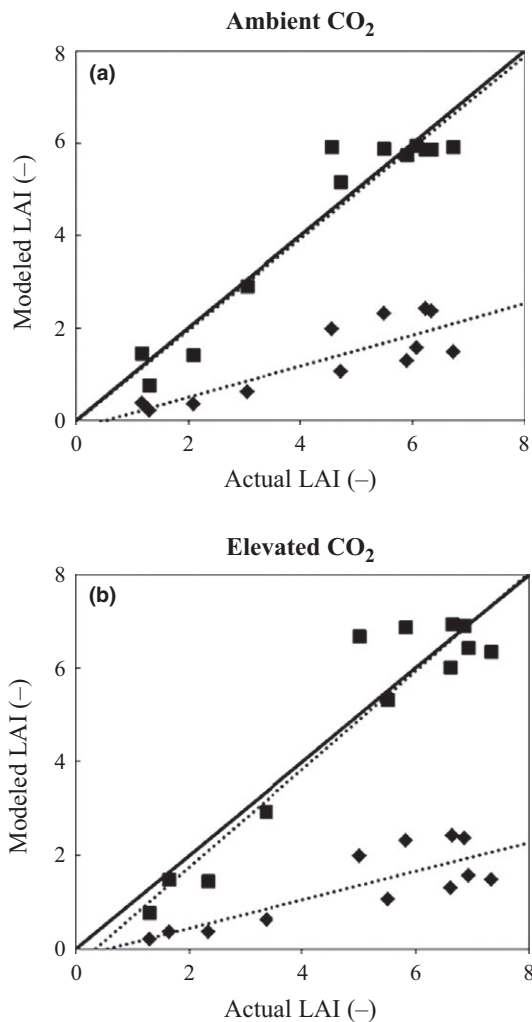 Ambient CO₂
(a)
8
6
4
2
0
0 2 4 6 8
Modeled LAI (–)
Actual LAI (–)
Elevated CO₂
(b)
8
6
4
2
0
0 2 4 6 8
Modeled LAI (–)
Actual LAI (–)